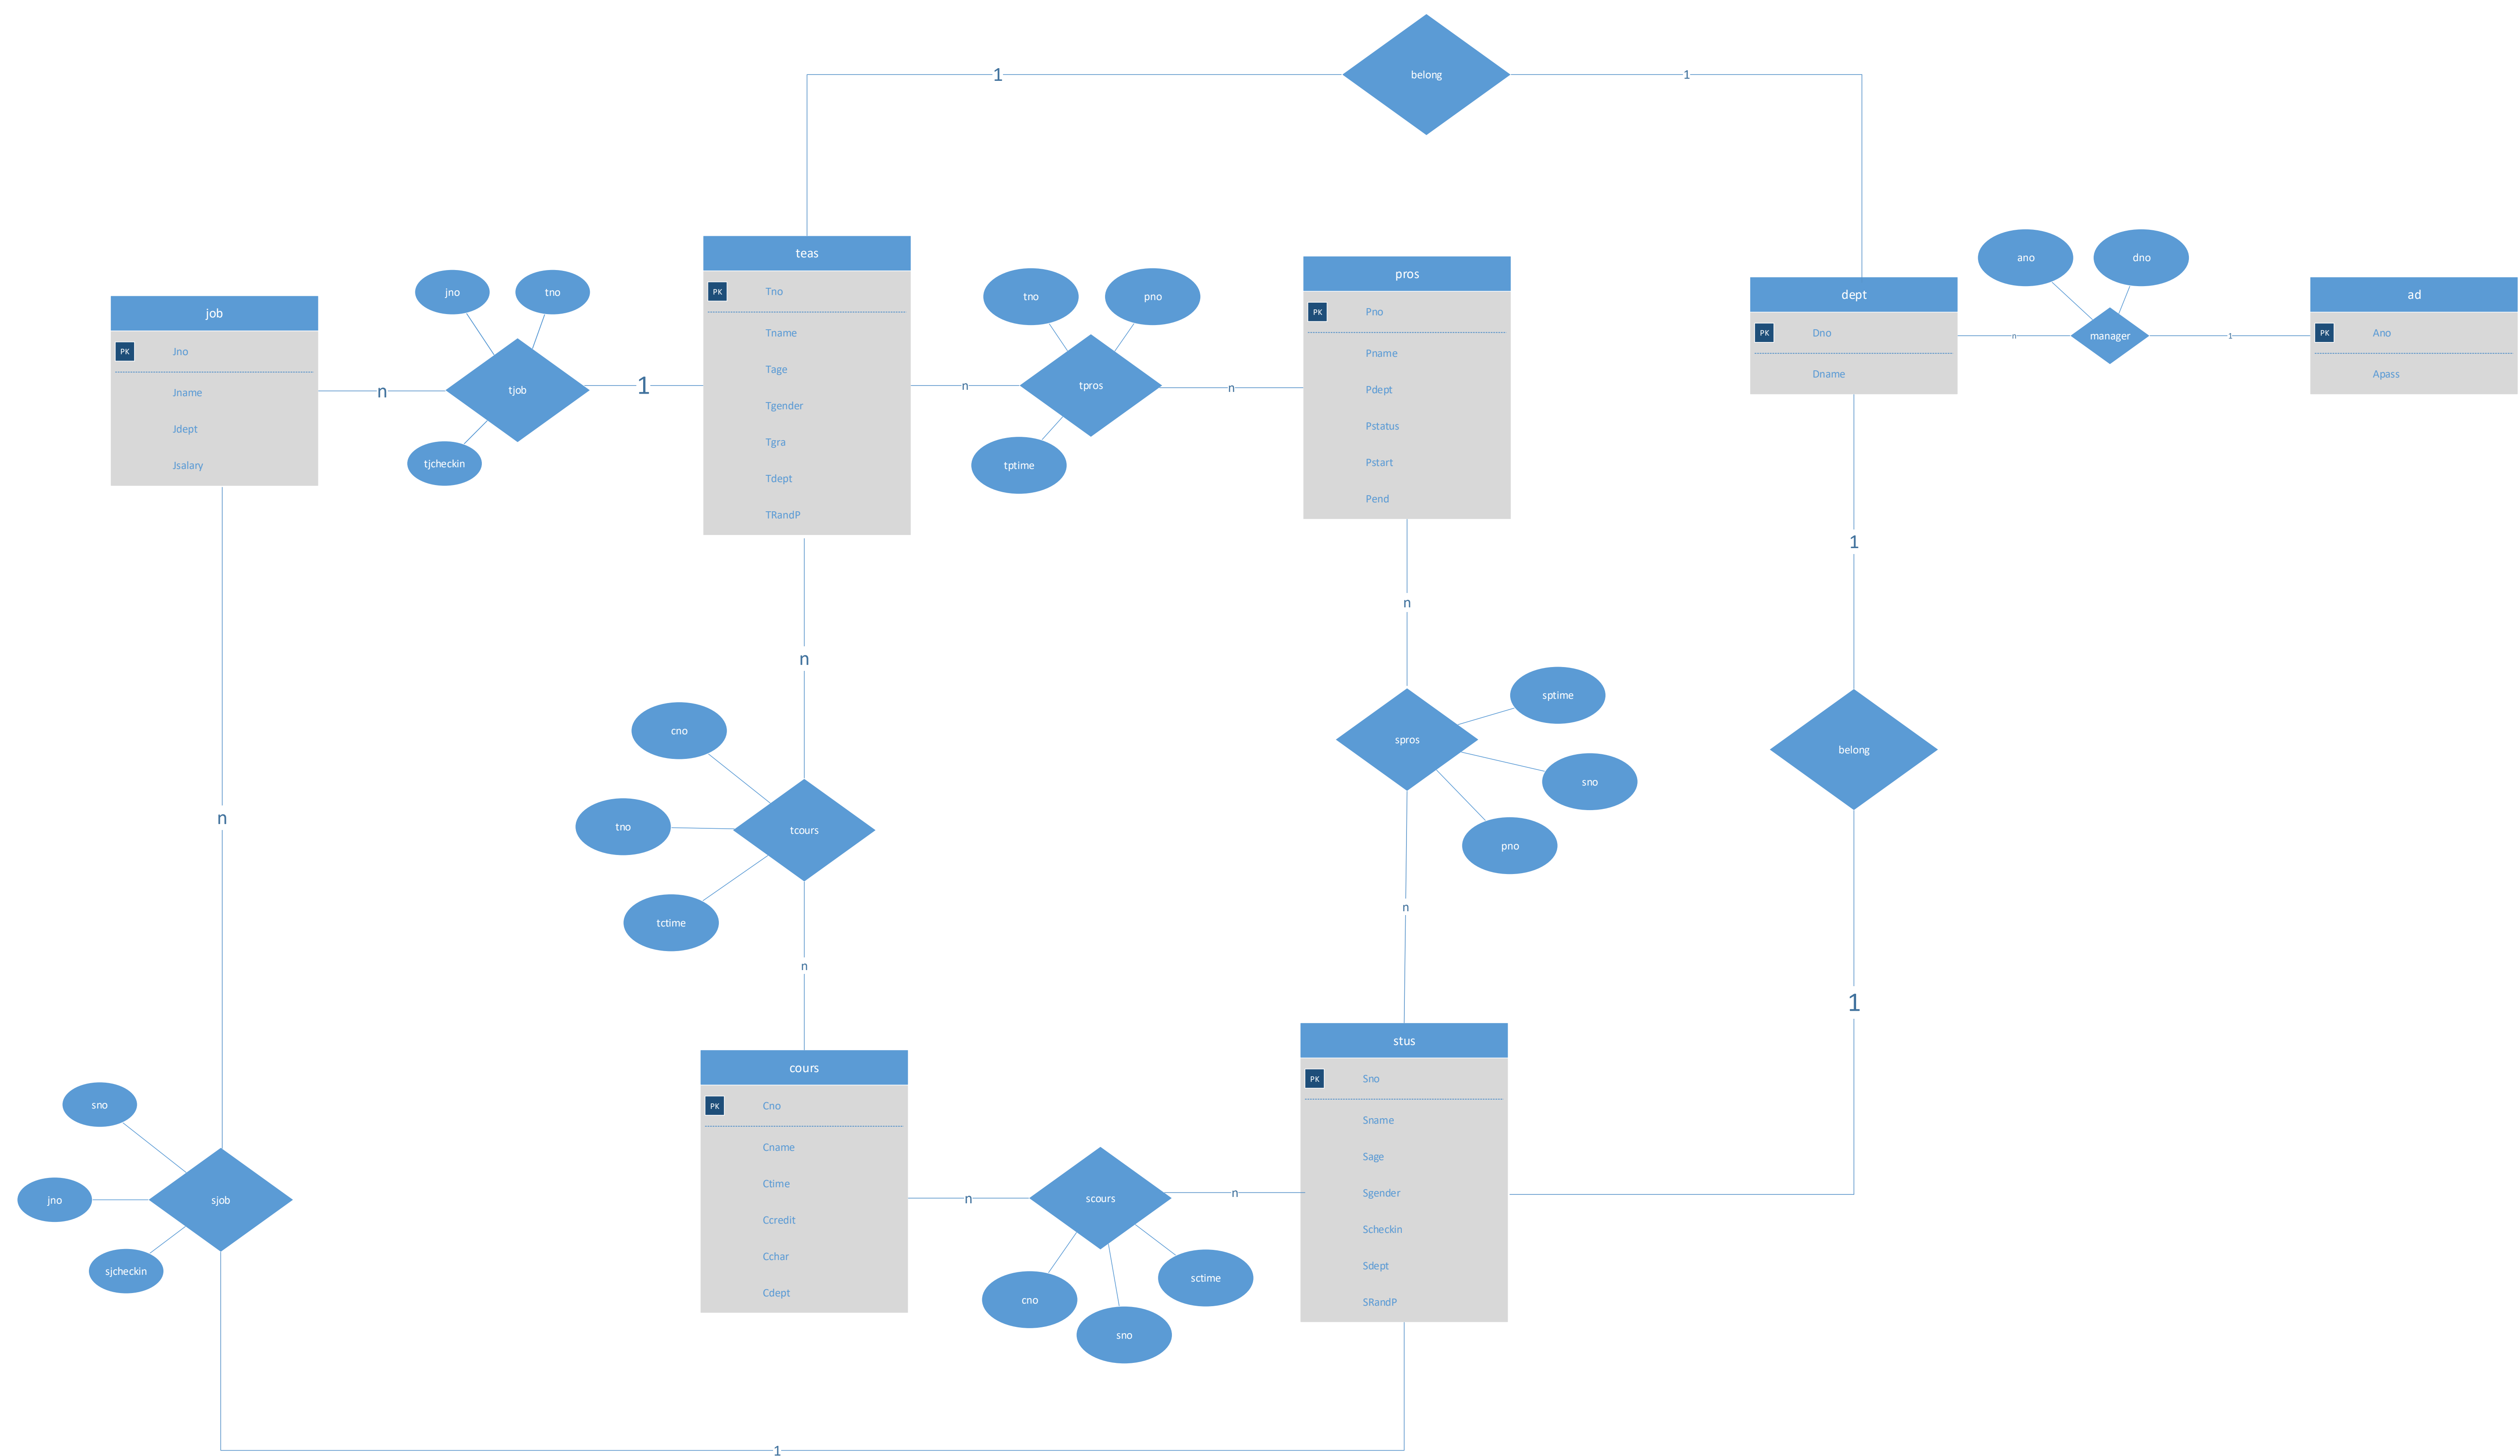 belong
1
1
teas
PK Tno
Tname
Tage
Tgender
Tgra
Tdept
TRandP
job
PK Jno
Jname
Jdept
Jsalary
jno
tno
tjob
tjcheckin
n
1
tno
pno
tpros
tptime
n
n
pros
PK Pno
Pname
Pdept
Pstatus
Pstart
Pend
dept
PK Dno
Dname
ano
dno
manager
n
1
ad
PK Ano
Apass
1
n
n
n
cno
tno
tctime
tcours
n
sptime
sno
pno
spros
n
belong
1
cours
PK Cno
Cname
Ctime
Ccredit
Cchar
Cdept
stus
PK Sno
Sname
Sage
Sgender
Scheckin
Sdept
SRandP
sno
jno
sjcheckin
sjob
n
scours
n
cno
sno
sctime
1